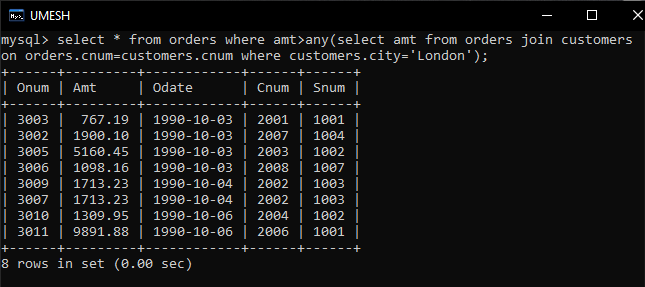 UMESH
mysql> select * from orders where amt>any(select amt from orders join customers
on orders.cnum=customers.cnum where customers.city='London');
+------+---------+------------+------+------+
| Onum | Amt     | Odate      | Cnum | Snum |
+------+---------+------------+------+------+
| 3003 |  767.19 | 1990-10-03 | 2001 | 1001 |
| 3002 | 1900.10 | 1990-10-03 | 2007 | 1004 |
| 3005 | 5160.45 | 1990-10-03 | 2003 | 1002 |
| 3006 | 1098.16 | 1990-10-03 | 2008 | 1007 |
| 3009 | 1713.23 | 1990-10-04 | 2002 | 1003 |
| 3007 | 1713.23 | 1990-10-04 | 2002 | 1003 |
| 3010 | 1309.95 | 1990-10-06 | 2004 | 1002 |
| 3011 | 9891.88 | 1990-10-06 | 2006 | 1001 |
+------+---------+------------+------+------+
8 rows in set (0.00 sec)